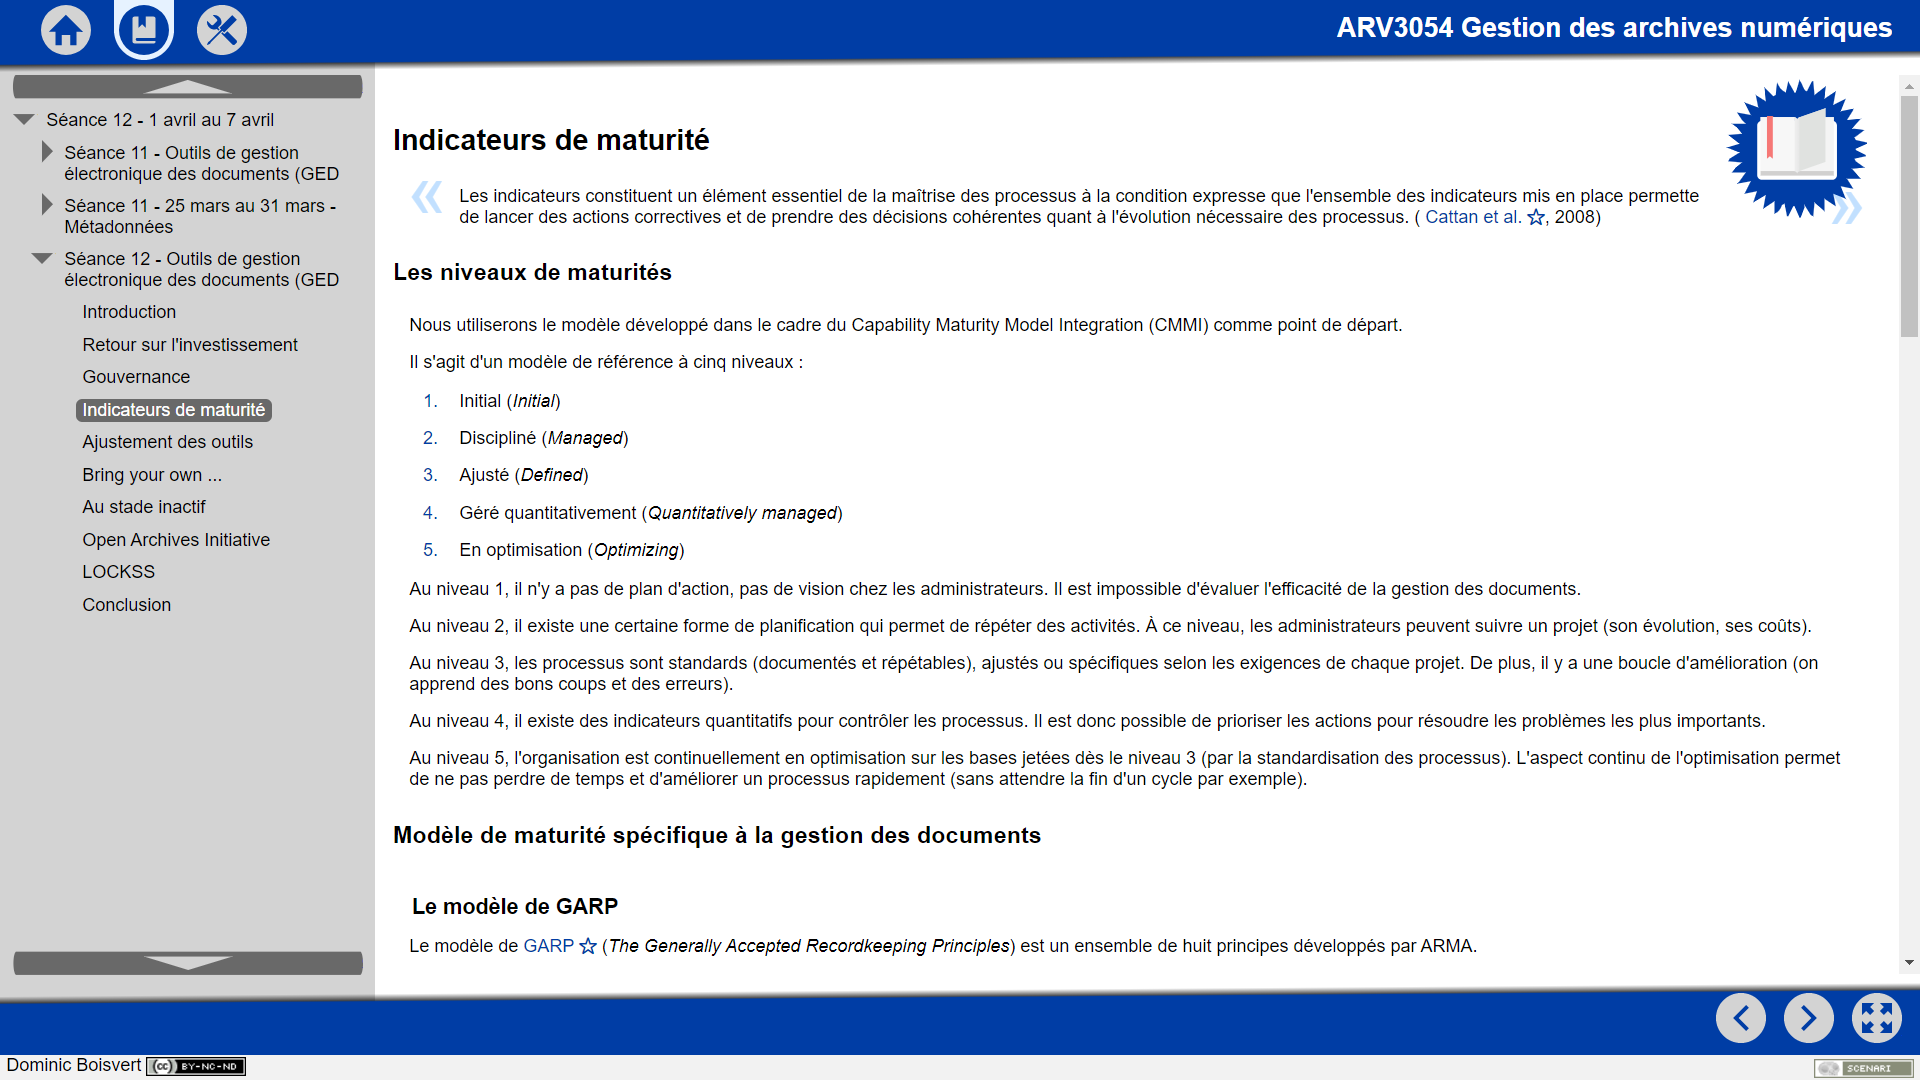 ARV3054 Gestion des archives numériques
Séance 12 - 1 avril au 7 avril
Séance 11 - Outils de gestion
électronique des documents (GED
Séance 11 - 25 mars au 31 mars -
Métadonnées
Séance 12 - Outils de gestion
électronique des documents (GED
Introduction
Retour sur l'investissement
Gouvernance
Indicateurs de maturité
Ajustement des outils
Bring your own ...
Au stade inactif
Open Archives Initiative
LOCKSS
Conclusion
Indicateurs de maturité
« Les indicateurs constituent un élément essentiel de la maîtrise des processus à la condition expresse que l'ensemble des indicateurs mis en place permette
de lancer des actions correctives et de prendre des décisions cohérentes quant à l'évolution nécessaire des processus. ( Cattan et al. ☆, 2008) »
Les niveaux de maturités
Nous utiliserons le modèle développé dans le cadre du Capability Maturity Model Integration (CMMI) comme point de départ.
Il s'agit d'un modèle de référence à cinq niveaux :
1. Initial (Initial)
2. Discipliné (Managed)
3. Ajusté (Defined)
4. Géré quantitativement (Quantitatively managed)
5. En optimisation (Optimizing)
Au niveau 1, il n'y a pas de plan d'action, pas de vision chez les administrateurs. Il est impossible d'évaluer l'efficacité de la gestion des documents.
Au niveau 2, il existe une certaine forme de planification qui permet de répéter des activités. À ce niveau, les administrateurs peuvent suivre un projet (son évolution, ses coûts).
Au niveau 3, les processus sont standards (documentés et répétables), ajustés ou spécifiques selon les exigences de chaque projet. De plus, il y a une boucle d'amélioration (on
apprend des bons coups et des erreurs).
Au niveau 4, il existe des indicateurs quantitatifs pour contrôler les processus. Il est donc possible de prioriser les actions pour résoudre les problèmes les plus importants.
Au niveau 5, l'organisation est continuellement en optimisation sur les bases jetées dès le niveau 3 (par la standardisation des processus). L'aspect continu de l'optimisation permet
de ne pas perdre de temps et d'améliorer un processus rapidement (sans attendre la fin d'un cycle par exemple).
Modèle de maturité spécifique à la gestion des documents
Le modèle de GARP
Le modèle de GARP ☆ (The Generally Accepted Recordkeeping Principles) est un ensemble de huit principes développés par ARMA.
Dominic Boisvert
cc BY-NC-ND
SCENARI